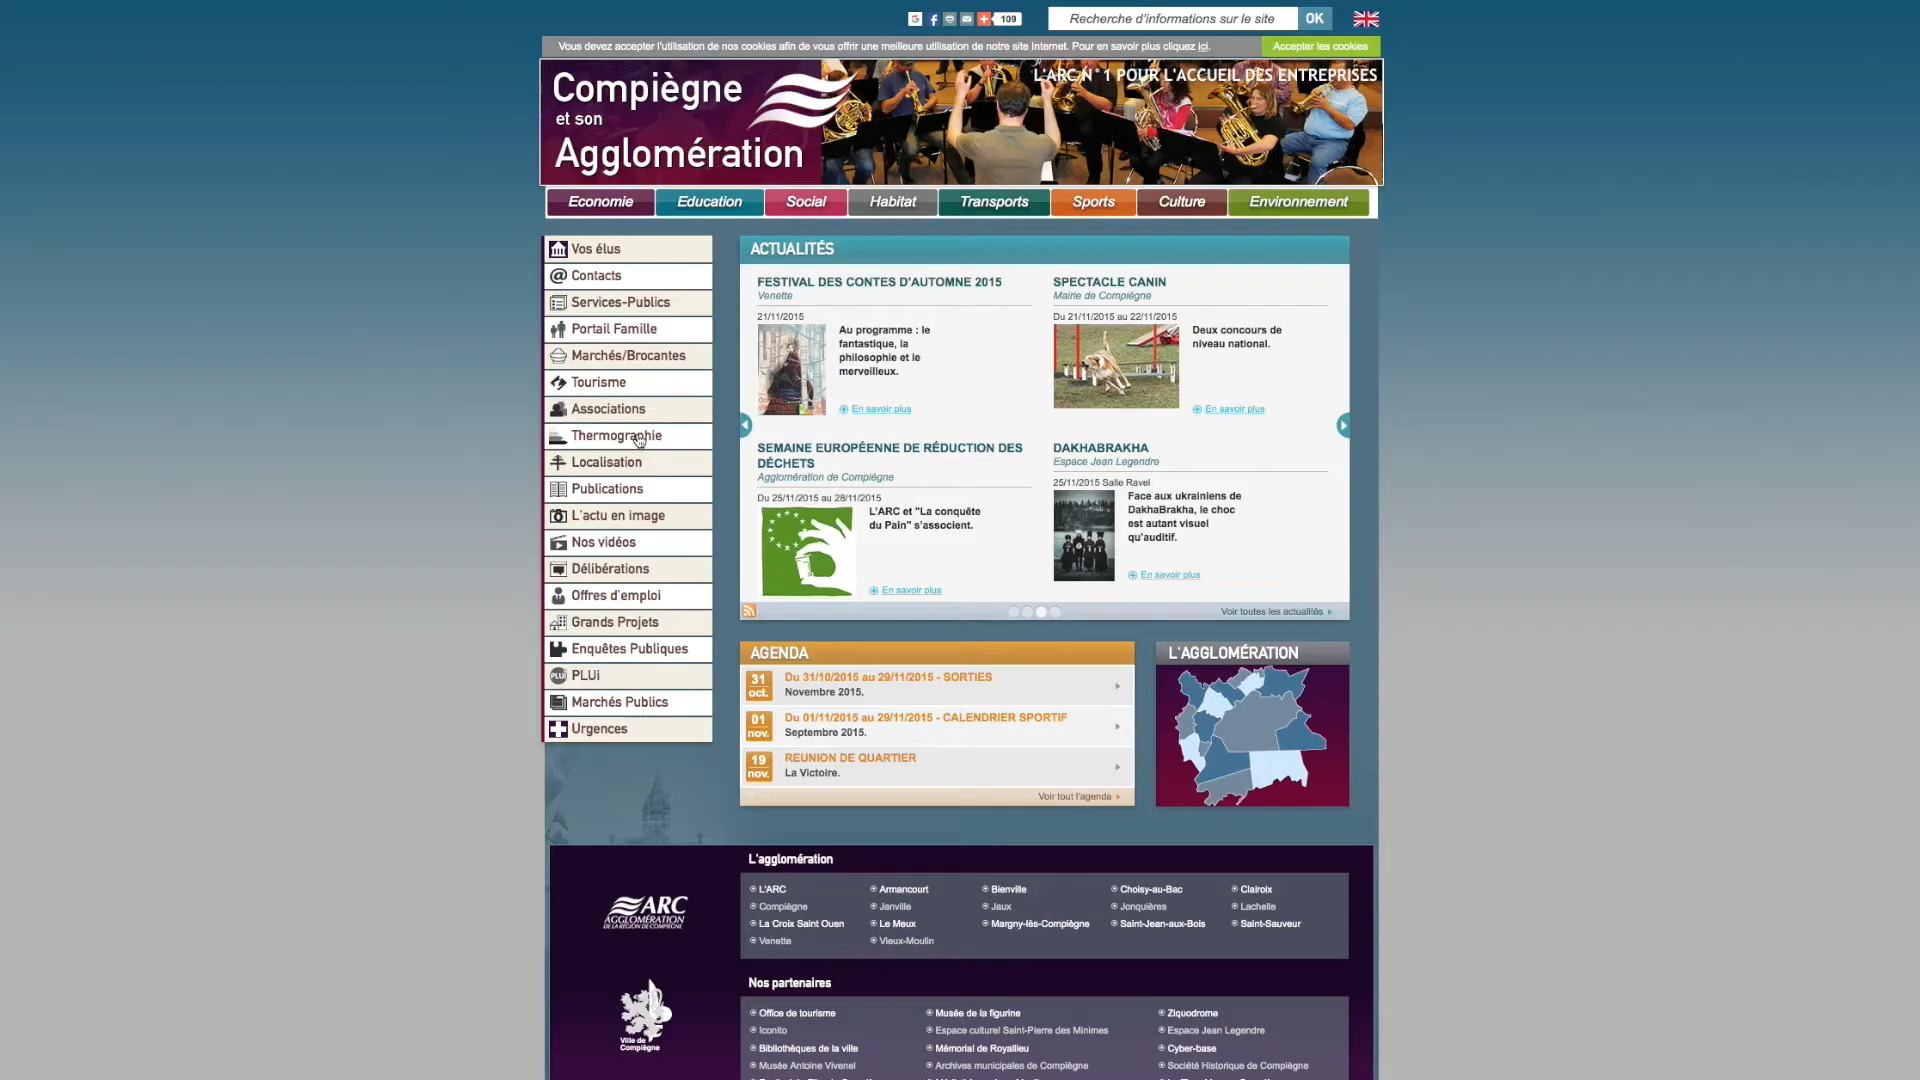 109
Recherche d'informations sur le site
OK
Vous devez accepter l'utilisation de nos cookies afin de vous offrir une meilleure utilisation de notre site Internet. Pour en savoir plus cliquez ici.
Accepter les cookies
Compiègne
et son
Agglomération
L'ARC N°1 POUR L'ACCUEIL DES ENTREPRISES
Economie
Education
Social
Habitat
Transports
Sports
Culture
Environnement
Vos élus
Contacts
Services-Publics
Portail Famille
Marchés/Brocantes
Tourisme
Associations
Thermographie
Localisation
Publications
L'actu en image
Nos vidéos
Délibérations
Offres d'emploi
Grands Projets
Enquêtes Publiques
PLUi
PLUi
Marchés Publics
Urgences
ACTUALITÉS
FESTIVAL DES CONTES D'AUTOMNE 2015
Venette
21/11/2015
Au programme : le
fantastique, la
philosophie et le
merveilleux.
En savoir plus
SPECTACLE CANIN
Mairie de Compiègne
Du 21/11/2015 au 22/11/2015
Deux concours de
niveau national.
En savoir plus
SEMAINE EUROPÉENNE DE RÉDUCTION DES
DÉCHETS
Agglomération de Compiègne
Du 25/11/2015 au 28/11/2015
L'ARC et "La conquête
du Pain" s'associent.
En savoir plus
DAKHABRAKHA
Espace Jean Legendre
25/11/2015 Salle Ravel
Face aux ukrainiens de
DakhaBrakha, le choc
est autant visuel
qu'auditif.
En savoir plus
Voir toutes les actualités
AGENDA
31
oct.
Du 31/10/2015 au 29/11/2015 - SORTIES
Novembre 2015.
01
nov.
Du 01/11/2015 au 29/11/2015 - CALENDRIER SPORTIF
Septembre 2015.
19
nov.
REUNION DE QUARTIER
La Victoire.
Voir tout l'agenda
L'AGGLOMÉRATION
ARC
AGGLOMÉRATION
DE LA RÉGION DE COMPIÈGNE
Ville de
Compiègne
L'agglomération
L'ARC
Armancourt
Bienville
Choisy-au-Bac
Clairoix
Compiègne
Janville
Jaux
Jonquières
Lachelle
La Croix Saint Ouen
Le Meux
Margny-lès-Compiègne
Saint-Jean-aux-Bois
Saint-Sauveur
Venette
Vieux-Moulin
Nos partenaires
Office de tourisme
Musée de la figurine
Ziquodrome
Iconito
Espace culturel Saint-Pierre des Minimes
Espace Jean Legendre
Bibliothèques de la ville
Mémorial de Royallieu
Cyber-base
Musée Antoine Vivenel
Archives municipales de Compiègne
Société Historique de Compiègne